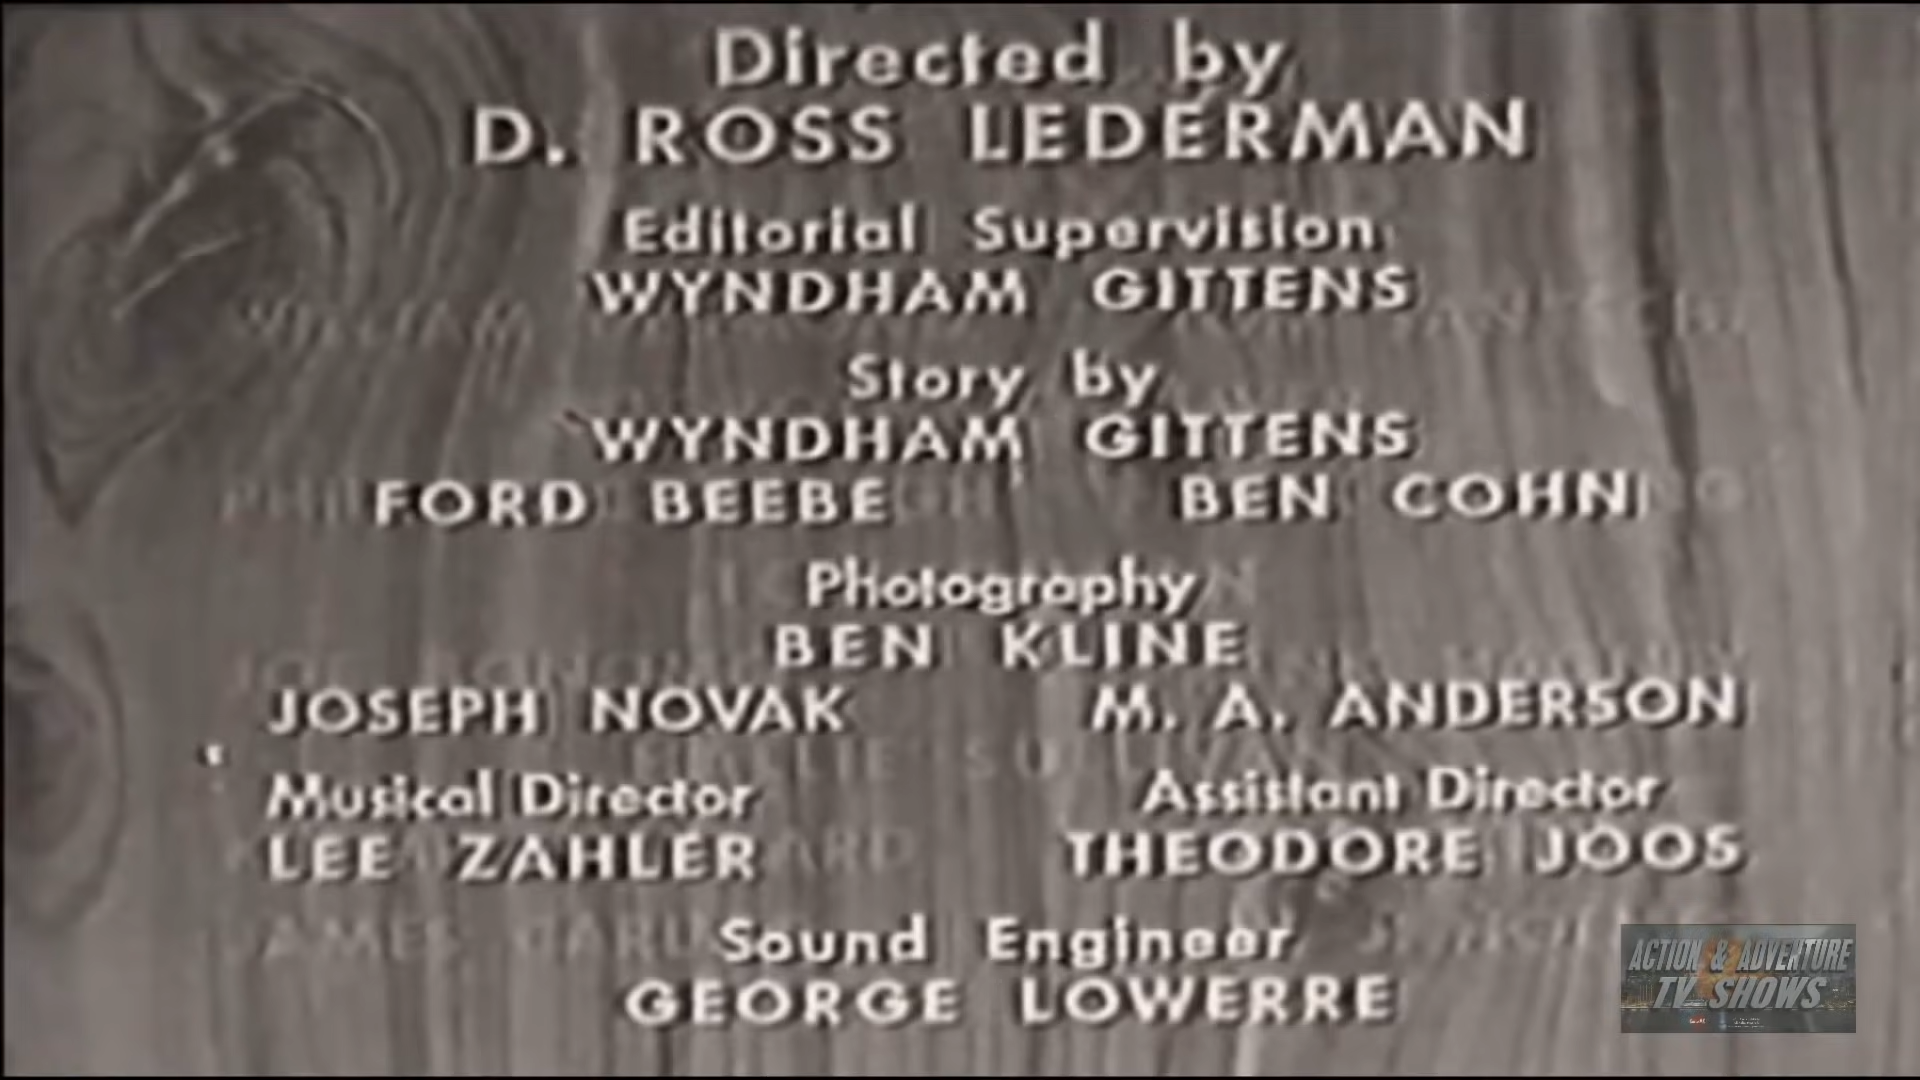 Directed by
D. ROSS LEDERMAN
Editorial Supervision
WYNDHAM GITTENS
Story by
WYNDHAM GITTENS
FORD BEEBE BEN COHN
Photography
BEN KLINE
JOSEPH NOVAK M. A. ANDERSON
Musical Director Assistant Director
LEE ZAHLER THEODORE JOOS
Sound Engineer
GEORGE LOWERRE
ACTION & ADVENTURE
TV SHOWS